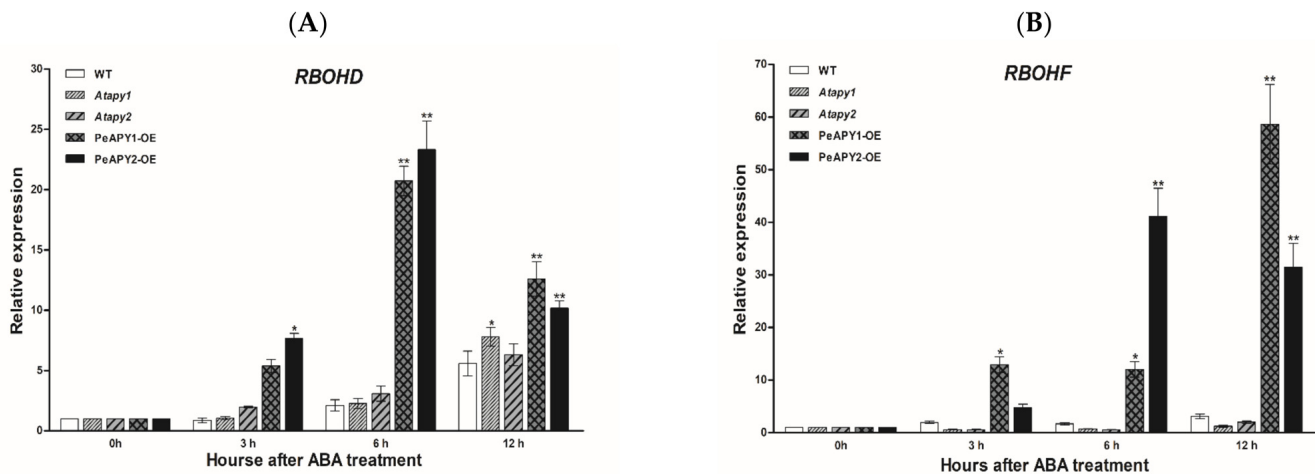 (A)
RBOHD
WT
Atapy1
Atapy2
PeAPY1-OE
PeAPY2-OE
Relative expression
30
25
20
15
10
5
0
* ** ** * ** **
0h 3 h 6 h 12 h
Hourse after ABA treatment
(B)
RBOHF
WT
Atapy1
Atapy2
PeAPY1-OE
PeAPY2-OE
Relative expression
70
60
50
40
30
20
10
0
* * ** ** **
0h 3 h 6 h 12 h
Hours after ABA treatment